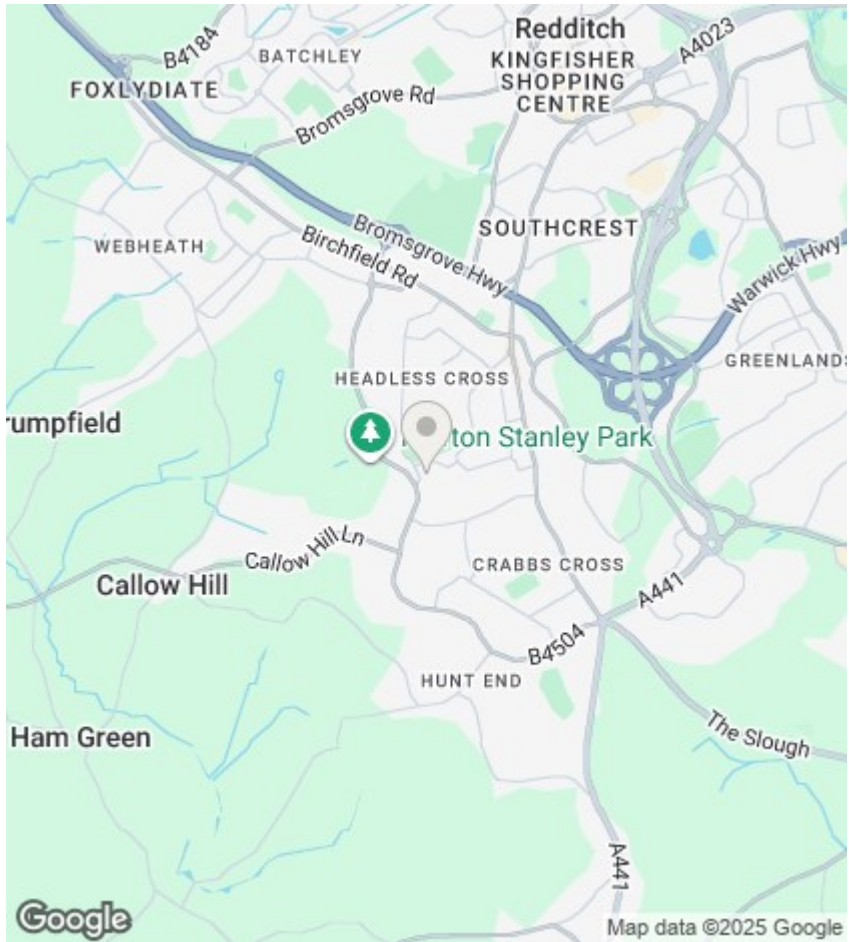 Redditch
A4023
B4184
BATCHLEY
KINGFISHER
SHOPPING
CENTRE
FOXLYDIATE
Bromsgrove Rd
SOUTHCREST
WEBHEATH
Birchfield Rd
Bromsgrove Hwy
Warwick Hwy
GREENLANDS
HEADLESS CROSS
rumpfield
ton Stanley Park
Callow Hill Ln
CRABBS CROSS
Callow Hill
A441
B4504
HUNT END
The Slough
Ham Green
A441
Google
Map data ©2025 Google